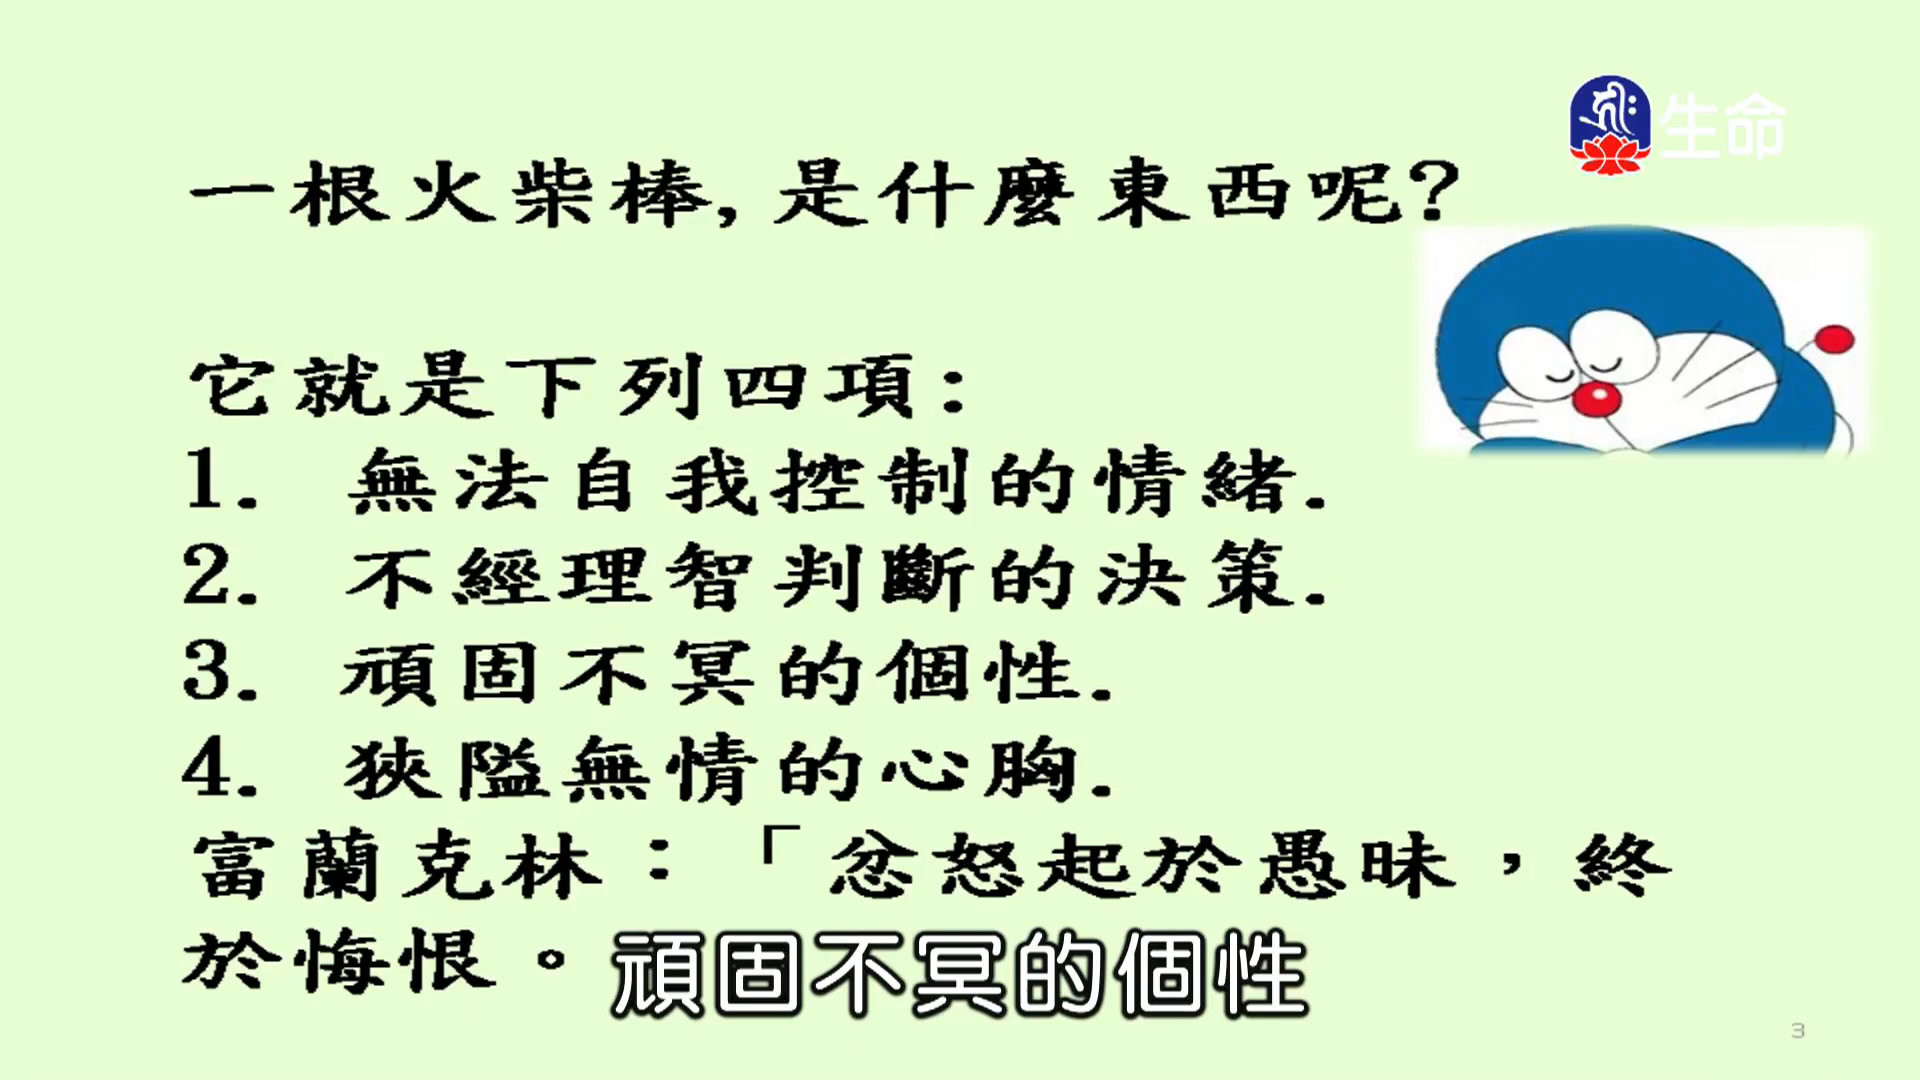 生命
一根火柴棒,是什麼東西呢?
它就是下列四項:
1. 無法自我控制的情緒.
2. 不經理智判斷的決策.
3. 頑固不冥的個性.
4. 狹隘無情的心胸.
富蘭克林：「忿怒起於愚昧，終
於悔恨。
頑固不冥的個性
3